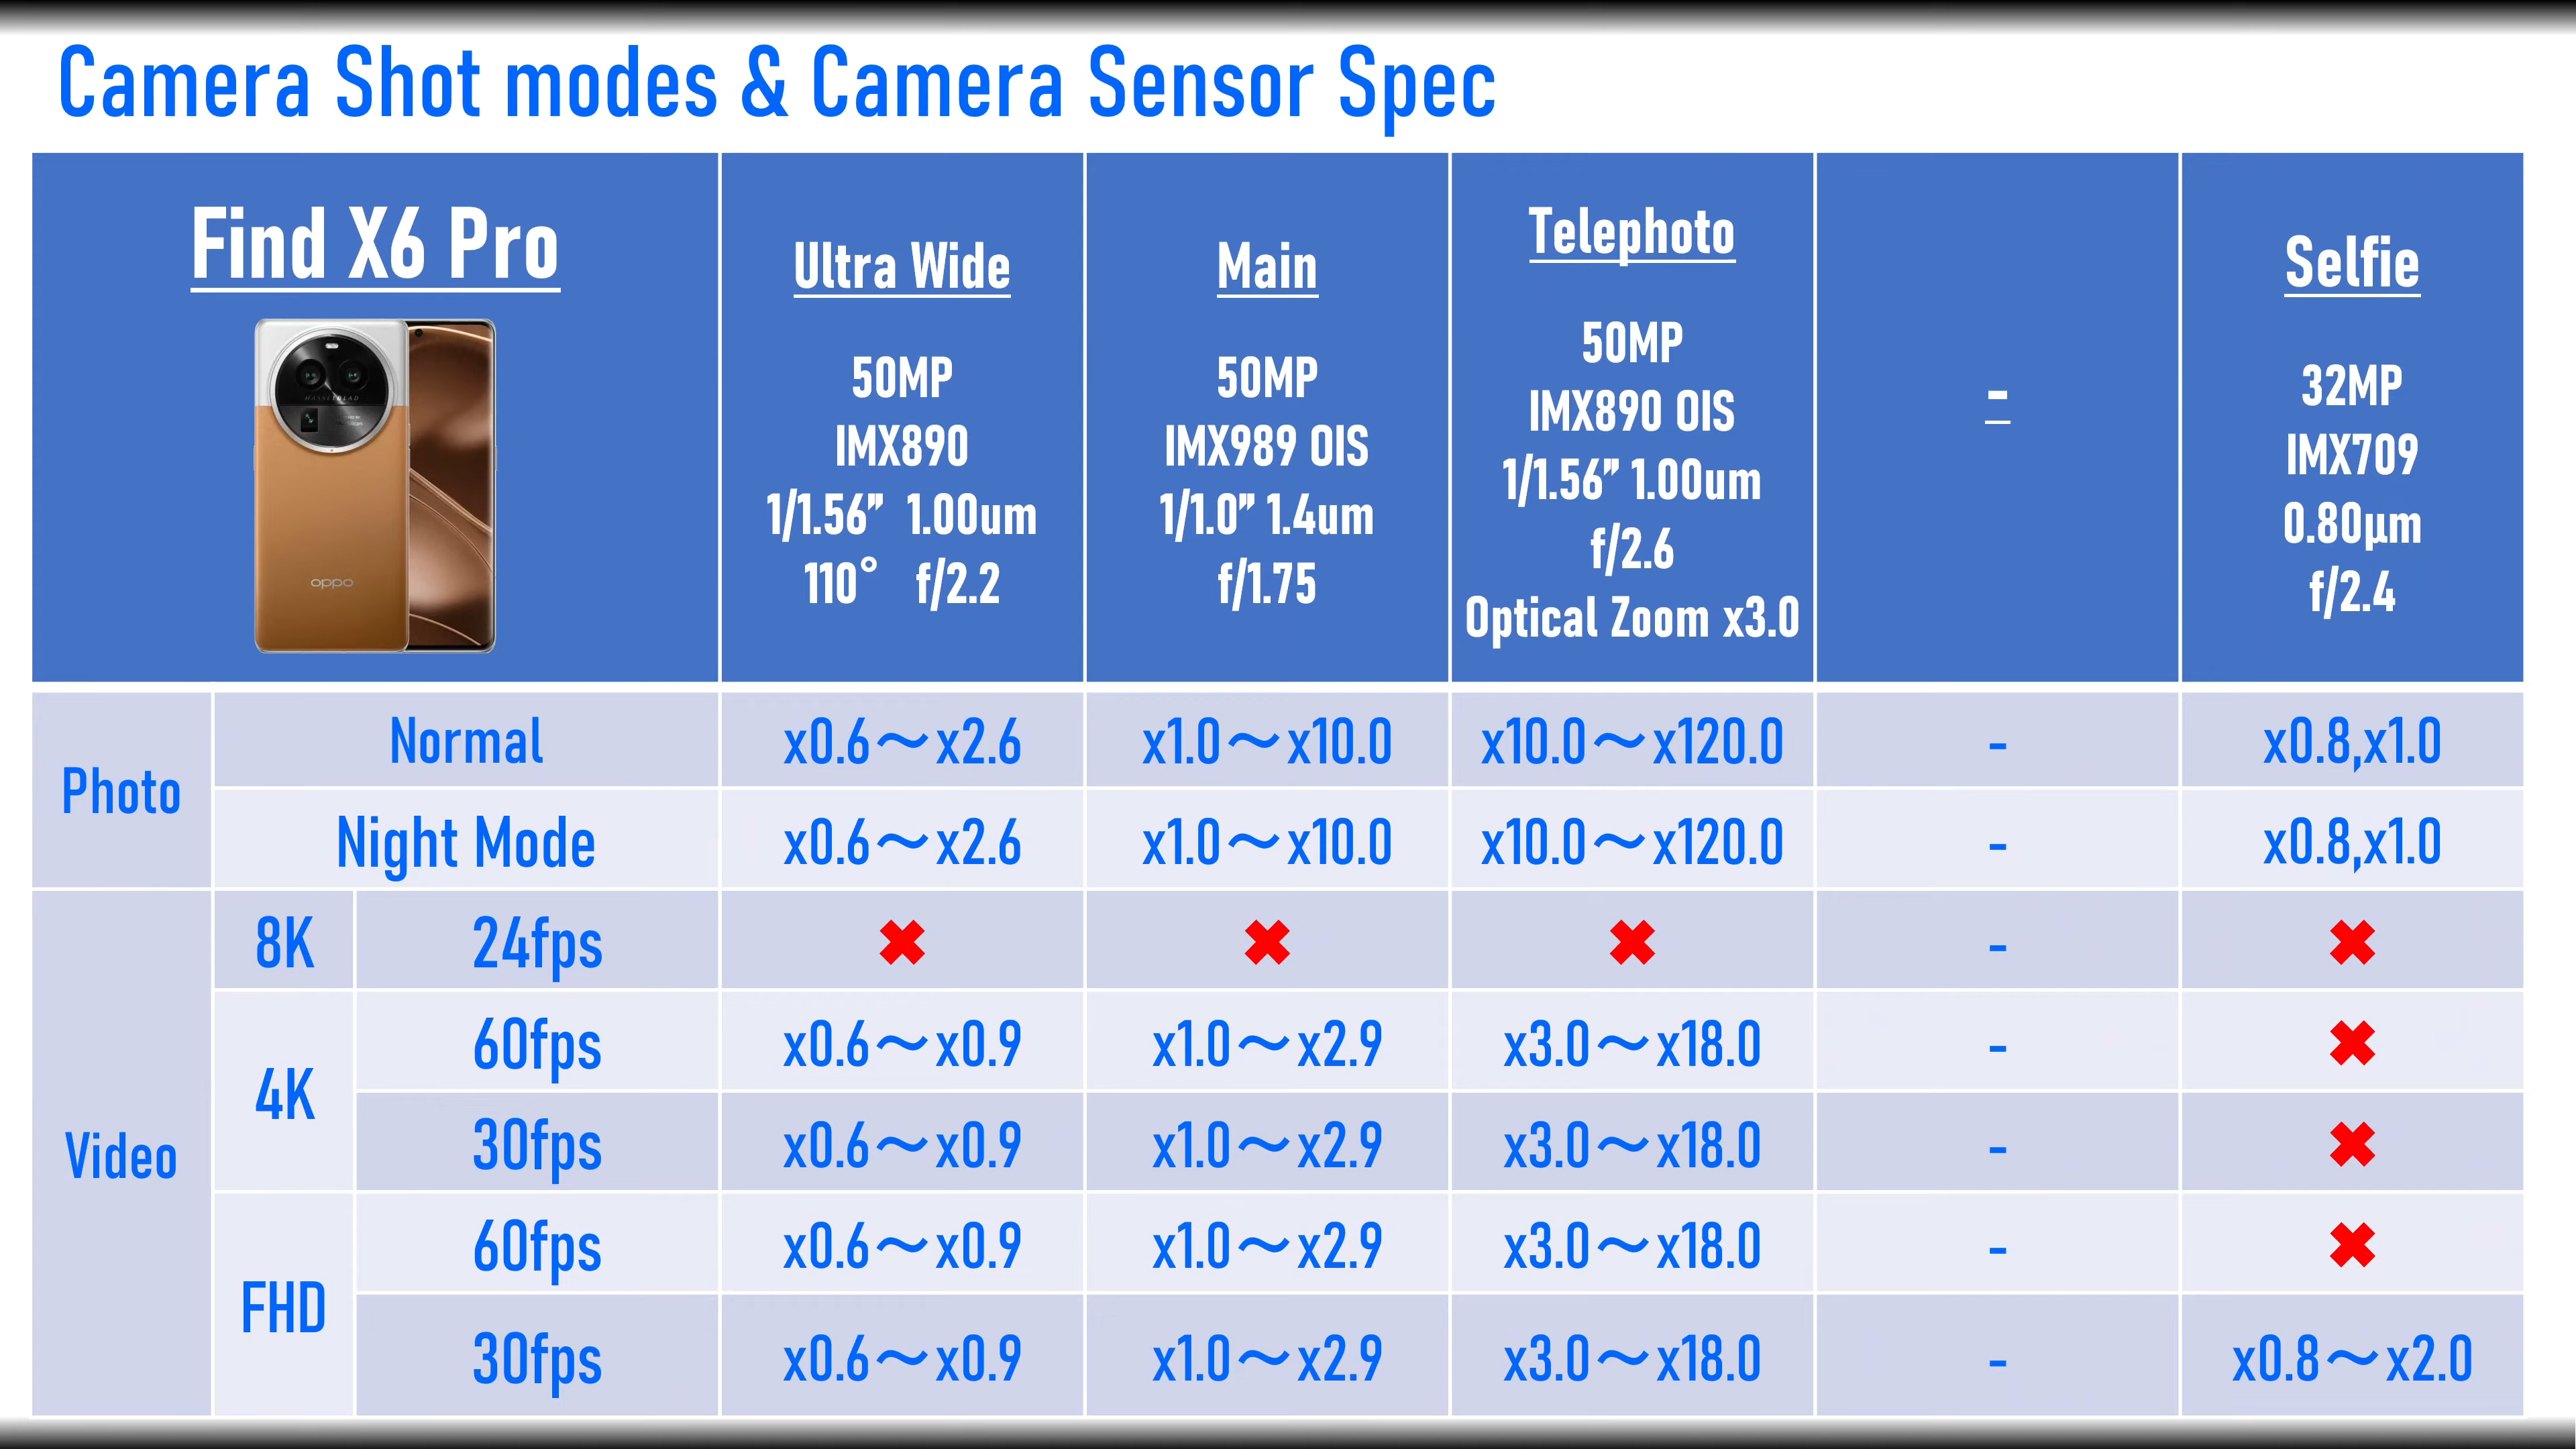 Camera Shot modes & Camera Sensor Spec
Find X6 Pro
HASSELBLAD
oppo
Ultra Wide
50MP
IMX890
1/1.56” 1.00um
110° f/2.2
Main
50MP
IMX989 OIS
1/1.0” 1.4um
f/1.75
Telephoto
50MP
IMX890 OIS
1/1.56” 1.00um
f/2.6
Optical Zoom x3.0
-
Selfie
32MP
IMX709
0.80μm
f/2.4
Photo
Normal x0.6～x2.6 x1.0～x10.0 x10.0～x120.0 - x0.8,x1.0
Night Mode x0.6～x2.6 x1.0～x10.0 x10.0～x120.0 - x0.8,x1.0
Video
8K
24fps ✖ ✖ ✖ - ✖
4K
60fps x0.6～x0.9 x1.0～x2.9 x3.0～x18.0 - ✖
30fps x0.6～x0.9 x1.0～x2.9 x3.0～x18.0 - ✖
FHD
60fps x0.6～x0.9 x1.0～x2.9 x3.0～x18.0 - ✖
30fps x0.6～x0.9 x1.0～x2.9 x3.0～x18.0 - x0.8～x2.0